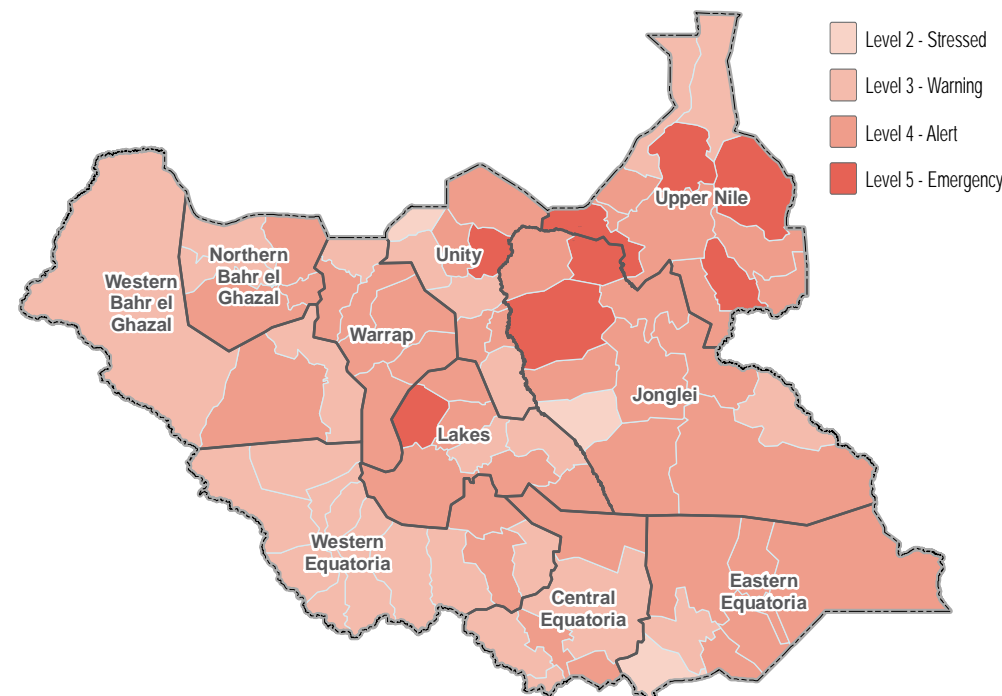 Level 2 - Stressed
Level 3 - Warning
Level 4 - Alert
Level 5 - Emergency
Upper Nile
Unity
Northern
Bahr el
Ghazal
Western
Bahr el
Ghazal
Warrap
Jonglei
Lakes
Western
Equatoria
Central
Equatoria
Eastern
Equatoria